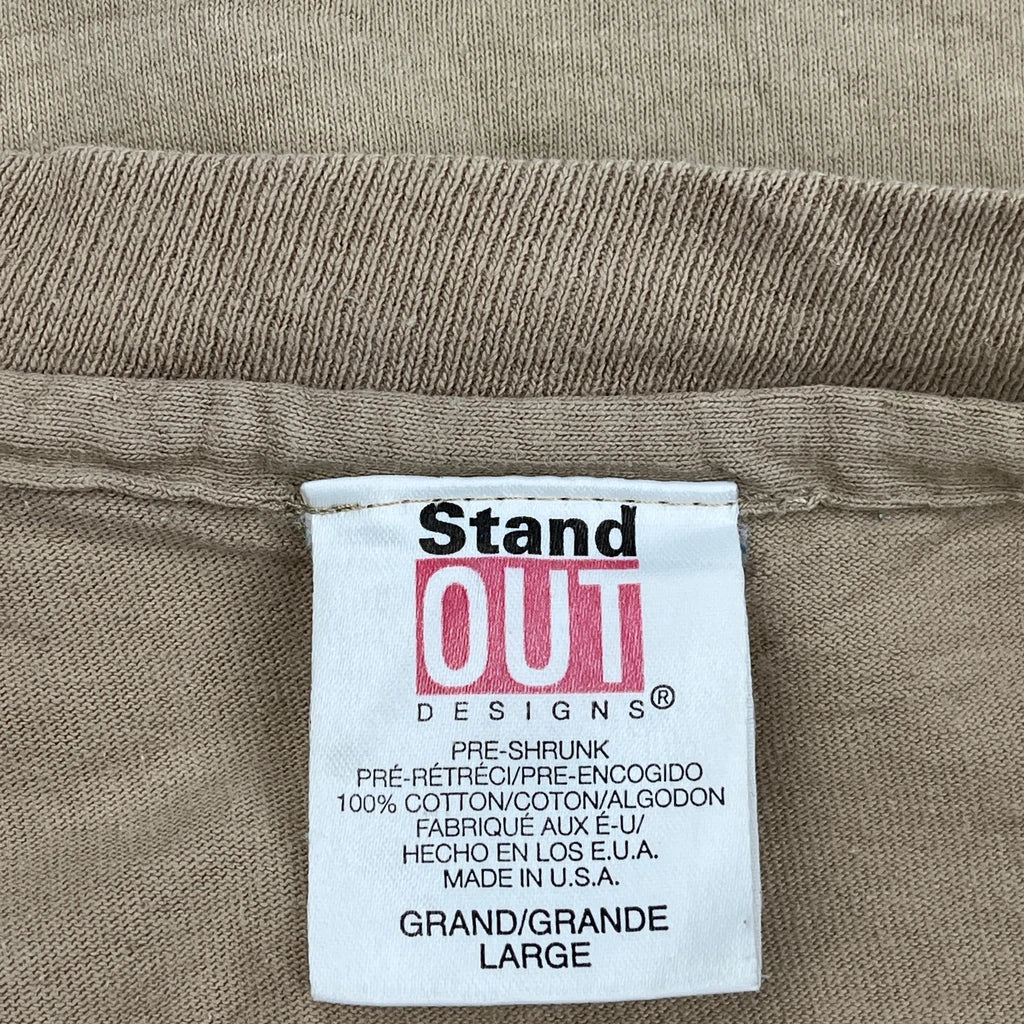 Stand
OUT
DESIGNS®
PRE-SHRUNK
PRÉ-RÉTRÉCI/PRE-ENCOGIDO
100% COTTON/COTON/ALGODON
FABRIQUÉ AUX É-U/
HECHO EN LOS E.U.A.
MADE IN U.S.A.
GRAND/GRANDE
LARGE